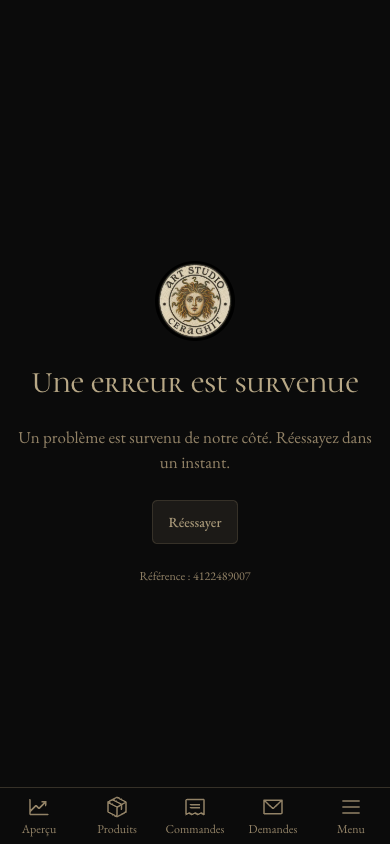 ART STUDIO
CERAGHIT
Une erreur est survenue
Un problème est survenu de notre côté. Réessayez dans
un instant.
Réessayer
Référence : 4122489007
Aperçu
Produits
Commandes
Demandes
Menu